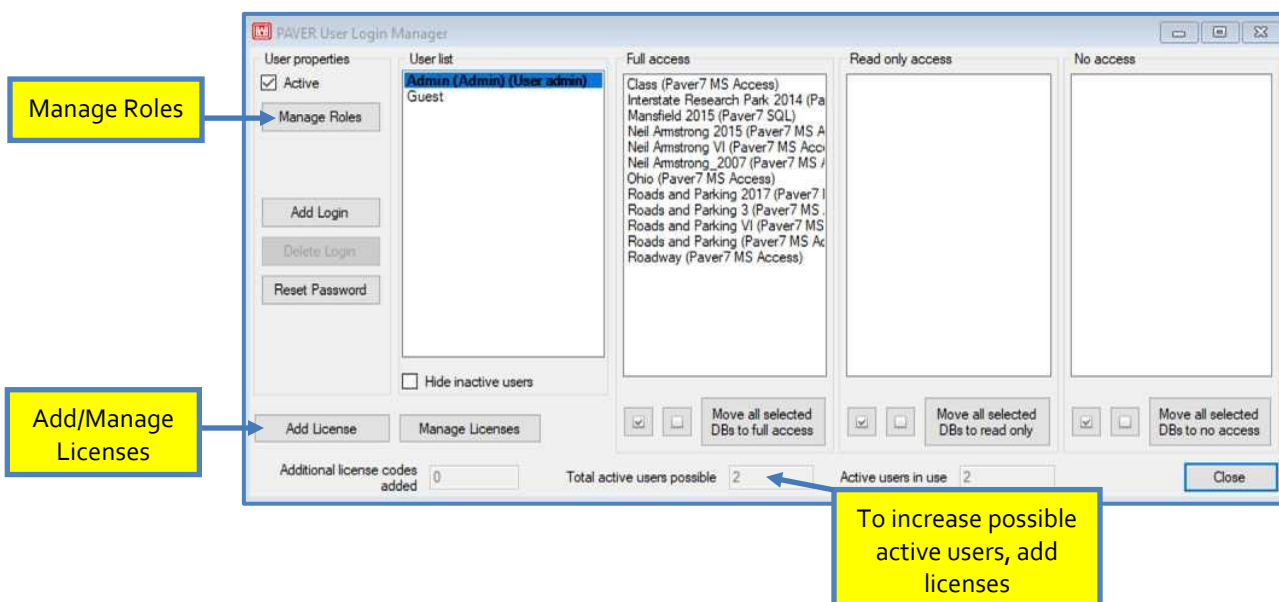 PAVER User Login Manager
User properties
Active
Manage Roles
Add Login
Delete Login
Reset Password
User list
Admin (Admin) (User admin)
Guest
Hide inactive users
Full access
Class (Paver7 MS Access)
Interstate Research Park 2014 (Pa
Mansfield 2015 (Paver7 SQL)
Neil Armstrong 2015 (Paver7 MS A
Neil Armstrong VI (Paver7 MS Acc
Neil Armstrong_2007 (Paver7 MS
Ohio (Paver7 MS Access)
Roads and Parking 2017 (Paver7
Roads and Parking 3 (Paver7 MS
Roads and Parking VI (Paver7 MS
Roads and Parking (Paver7 MS Ac
Roadway (Paver7 MS Access)
Move all selected
DBs to full access
Read only access
Move all selected
DBs to read only
No access
Move all selected
DBs to no access
Add License
Manage Licenses
Additional license codes
added
0
Total active users possible 2
Active users in use 2
Close
Manage Roles
Add/Manage
Licenses
To increase possible
active users, add
licenses